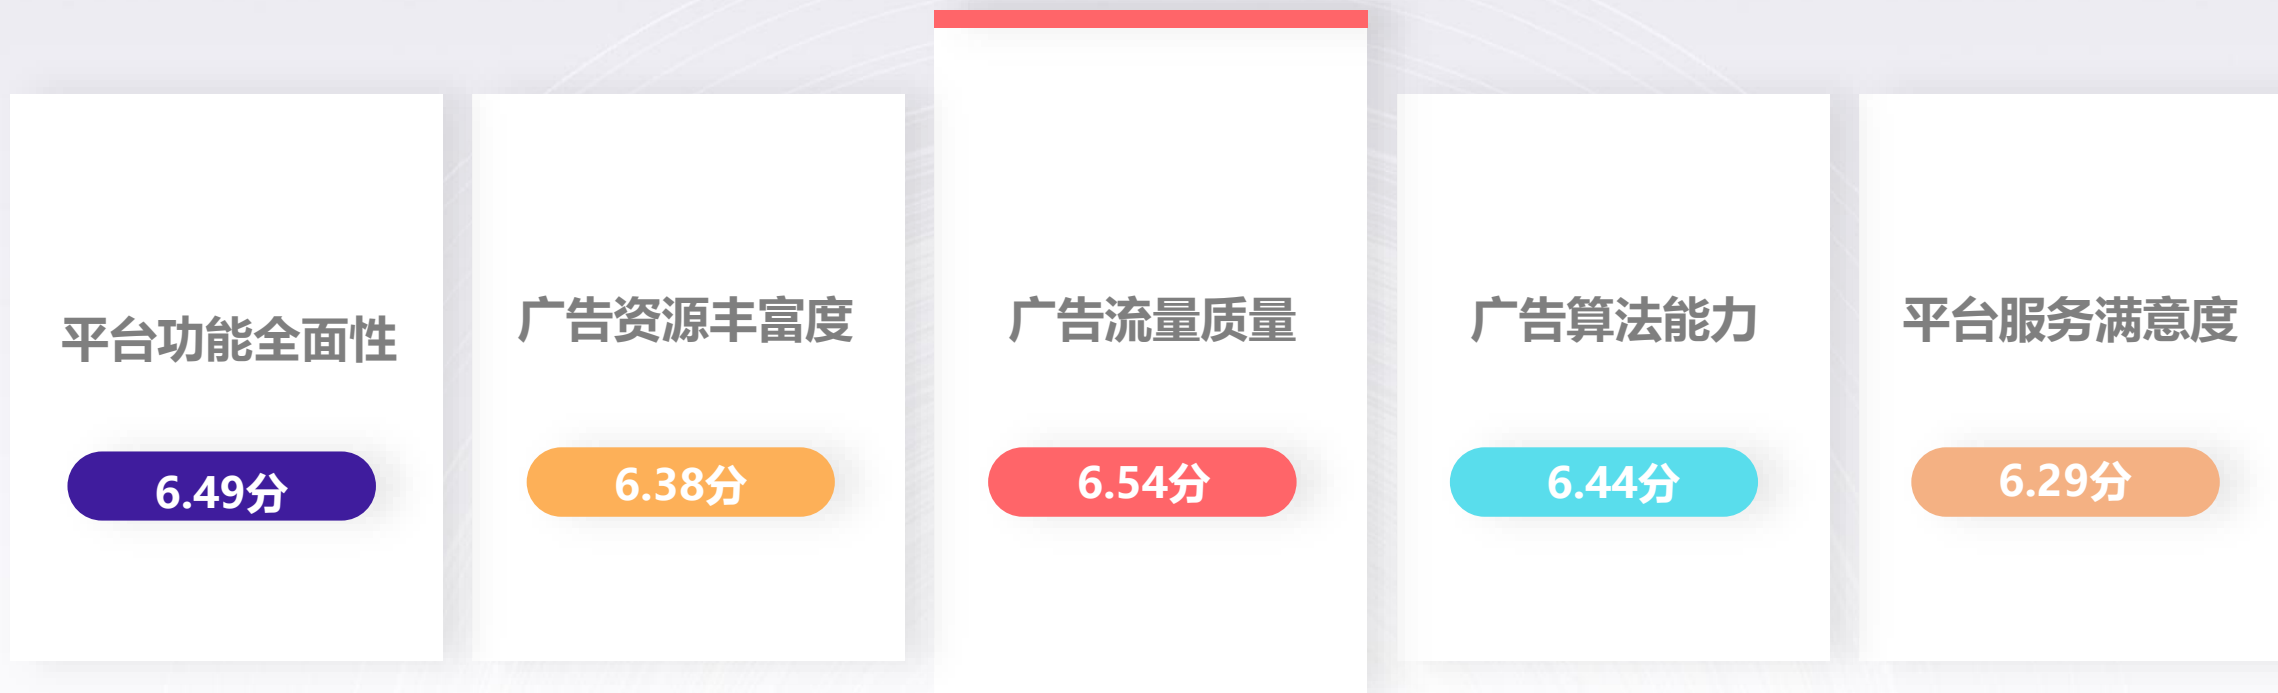 平台功能全面性
6.49分
广告资源丰富度
6.38分
广告流量质量
6.54分
广告算法能力
6.44分
平台服务满意度
6.29分